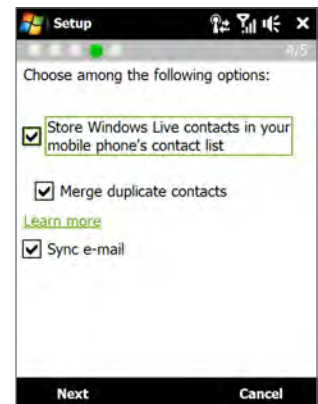 Setup
4/5
Choose among the following options:
Store Windows Live contacts in your
mobile phone's contact list
Merge duplicate contacts
Learn more
Sync e-mail
Next
Cancel